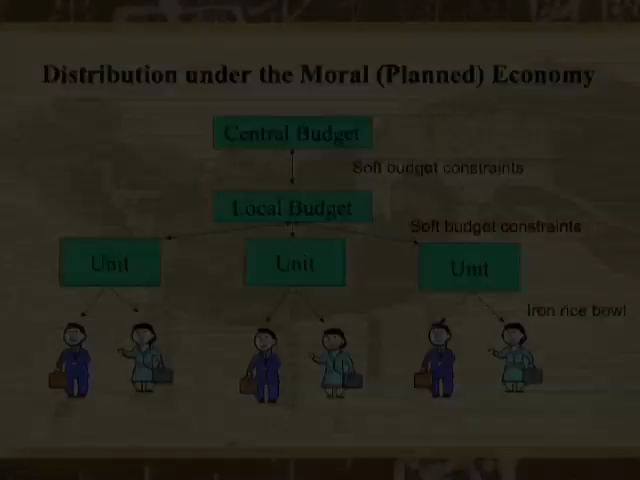 Distribution under the Moral (Planned) Economy
Central Budget
Soft budget constraints
Local Budget
Soft budget constraints
Unit
Unit
Unit
Iron rice bowl